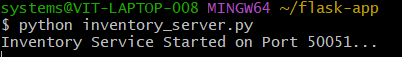 systems@VIT-LAPTOP-008 MINGW64 ~/flask-app
$ python inventory_server.py
Inventory Service Started on Port 50051...